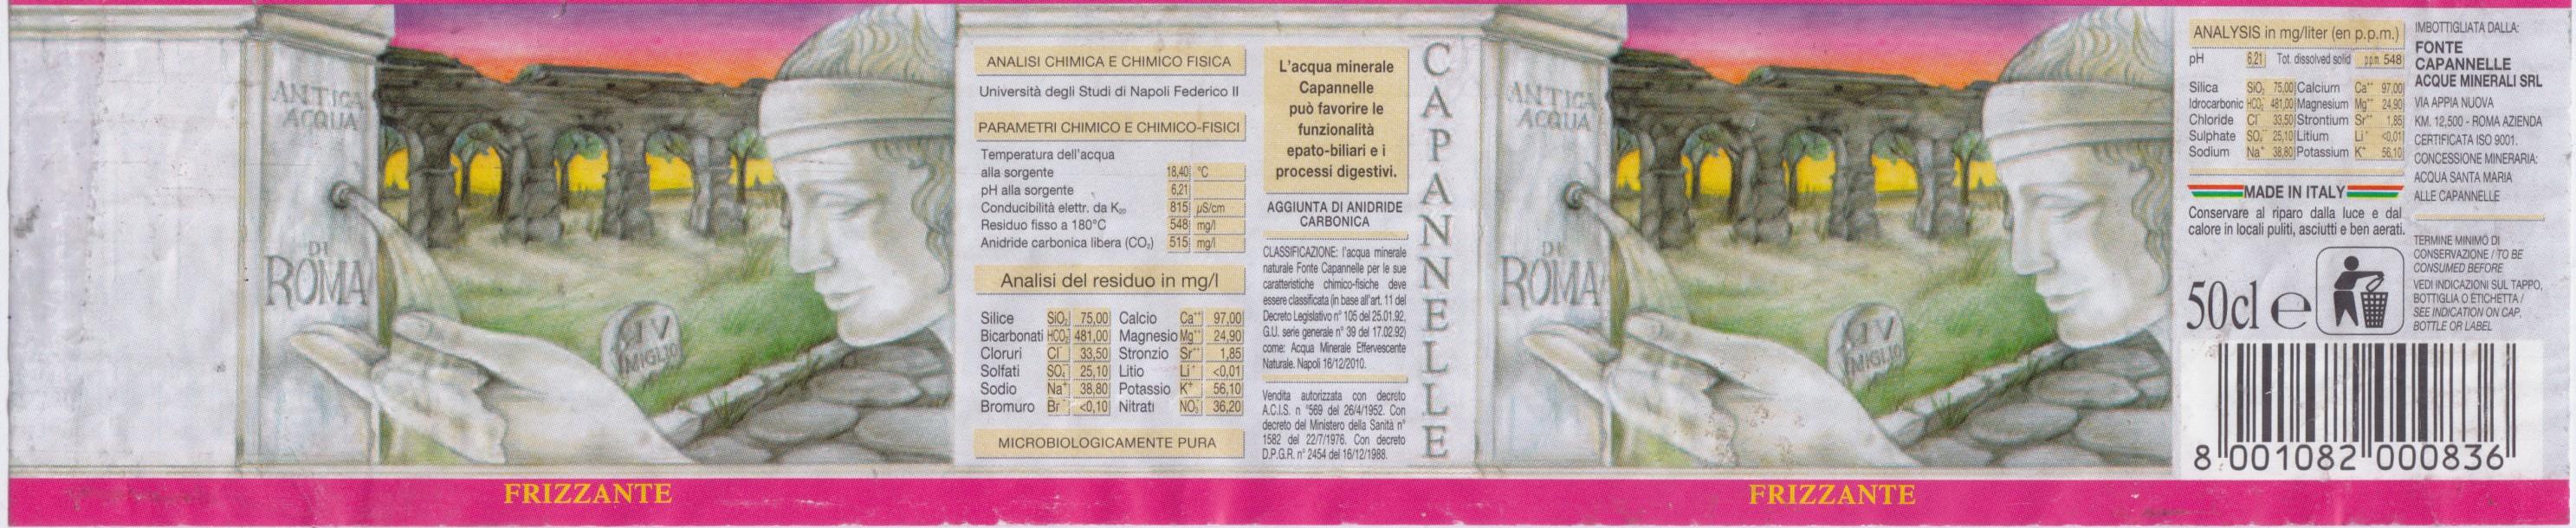 ANTICA
ACQUA
DI
ROMA
XIV
MIGLIO
FRIZZANTE
ANALISI CHIMICA E CHIMICO FISICA
Università degli Studi di Napoli Federico II
PARAMETRI CHIMICO E CHIMICO-FISICI
Temperatura dell'acqua
alla sorgente 18,40 °C
pH alla sorgente 6,21
Conducibilità elettr. da K₂₀ 815 µS/cm
Residuo fisso a 180°C 548 mg/l
Anidride carbonica libera (CO₂) 515 mg/l
Analisi del residuo in mg/l
Silice SiO₂ 75,00 Calcio Ca⁺⁺ 97,00
Bicarbonati HCO₃⁻ 481,00 Magnesio Mg⁺⁺ 24,90
Cloruri Cl⁻ 33,50 Stronzio Sr⁺⁺ 1,85
Solfati SO₄⁻⁻ 25,10 Litio Li⁺ <0,01
Sodio Na⁺ 38,80 Potassio K⁺ 56,10
Bromuro Br⁻ <0,10 Nitrati NO₃⁻ 36,20
MICROBIOLOGICAMENTE PURA
L'acqua minerale
Capannelle
può favorire le
funzionalità
epato-biliari e i
processi digestivi.
AGGIUNTA DI ANIDRIDE
CARBONICA
CLASSIFICAZIONE: l'acqua minerale
naturale Fonte Capannelle per le sue
caratteristiche chimico-fisiche deve
essere classificata (in base all'art. 11 del
Decreto Legislativo n° 105 del 25.01.92,
G.U. serie generale n° 39 del 17.02.92)
come: Acqua Minerale Effervescente
Naturale. Napoli 16/12/2010.
Vendita autorizzata con decreto
A.C.I.S. n °569 del 26/4/1952. Con
decreto del Ministero della Sanità n°
1582 del 22/7/1976. Con decreto
D.P.G.R. n° 2454 del 16/12/1988.
CAPANNELLE
ANTICA
ACQUA
DI
ROMA
XIV
MIGLIO
FRIZZANTE
ANALYSIS in mg/liter (en p.p.m.)
pH 6,21 Tot. dissolved solid ppm 548
Silica SiO₂ 75,00 Calcium Ca⁺⁺ 97,00
Idrocarbonic HCO₃⁻ 481,00 Magnesium Mg⁺⁺ 24,90
Chloride Cl⁻ 33,50 Strontium Sr⁺⁺ 1,85
Sulphate SO₄⁻⁻ 25,10 Litium Li⁺ <0,01
Sodium Na⁺ 38,80 Potassium K⁺ 56,10
MADE IN ITALY
Conservare al riparo dalla luce e dal
calore in locali puliti, asciutti e ben aerati.
50cl e
IMBOTTIGLIATA DALLA:
FONTE
CAPANNELLE
ACQUE MINERALI SRL
VIA APPIA NUOVA
KM. 12,500 - ROMA AZIENDA
CERTIFICATA ISO 9001.
CONCESSIONE MINERARIA:
ACQUA SANTA MARIA
ALLE CAPANNELLE
TERMINE MINIMO DI
CONSERVAZIONE / TO BE
CONSUMED BEFORE
VEDI INDICAZIONI SUL TAPPO,
BOTTIGLIA O ETICHETTA /
SEE INDICATION ON CAP,
BOTTLE OR LABEL
8 001082 000836